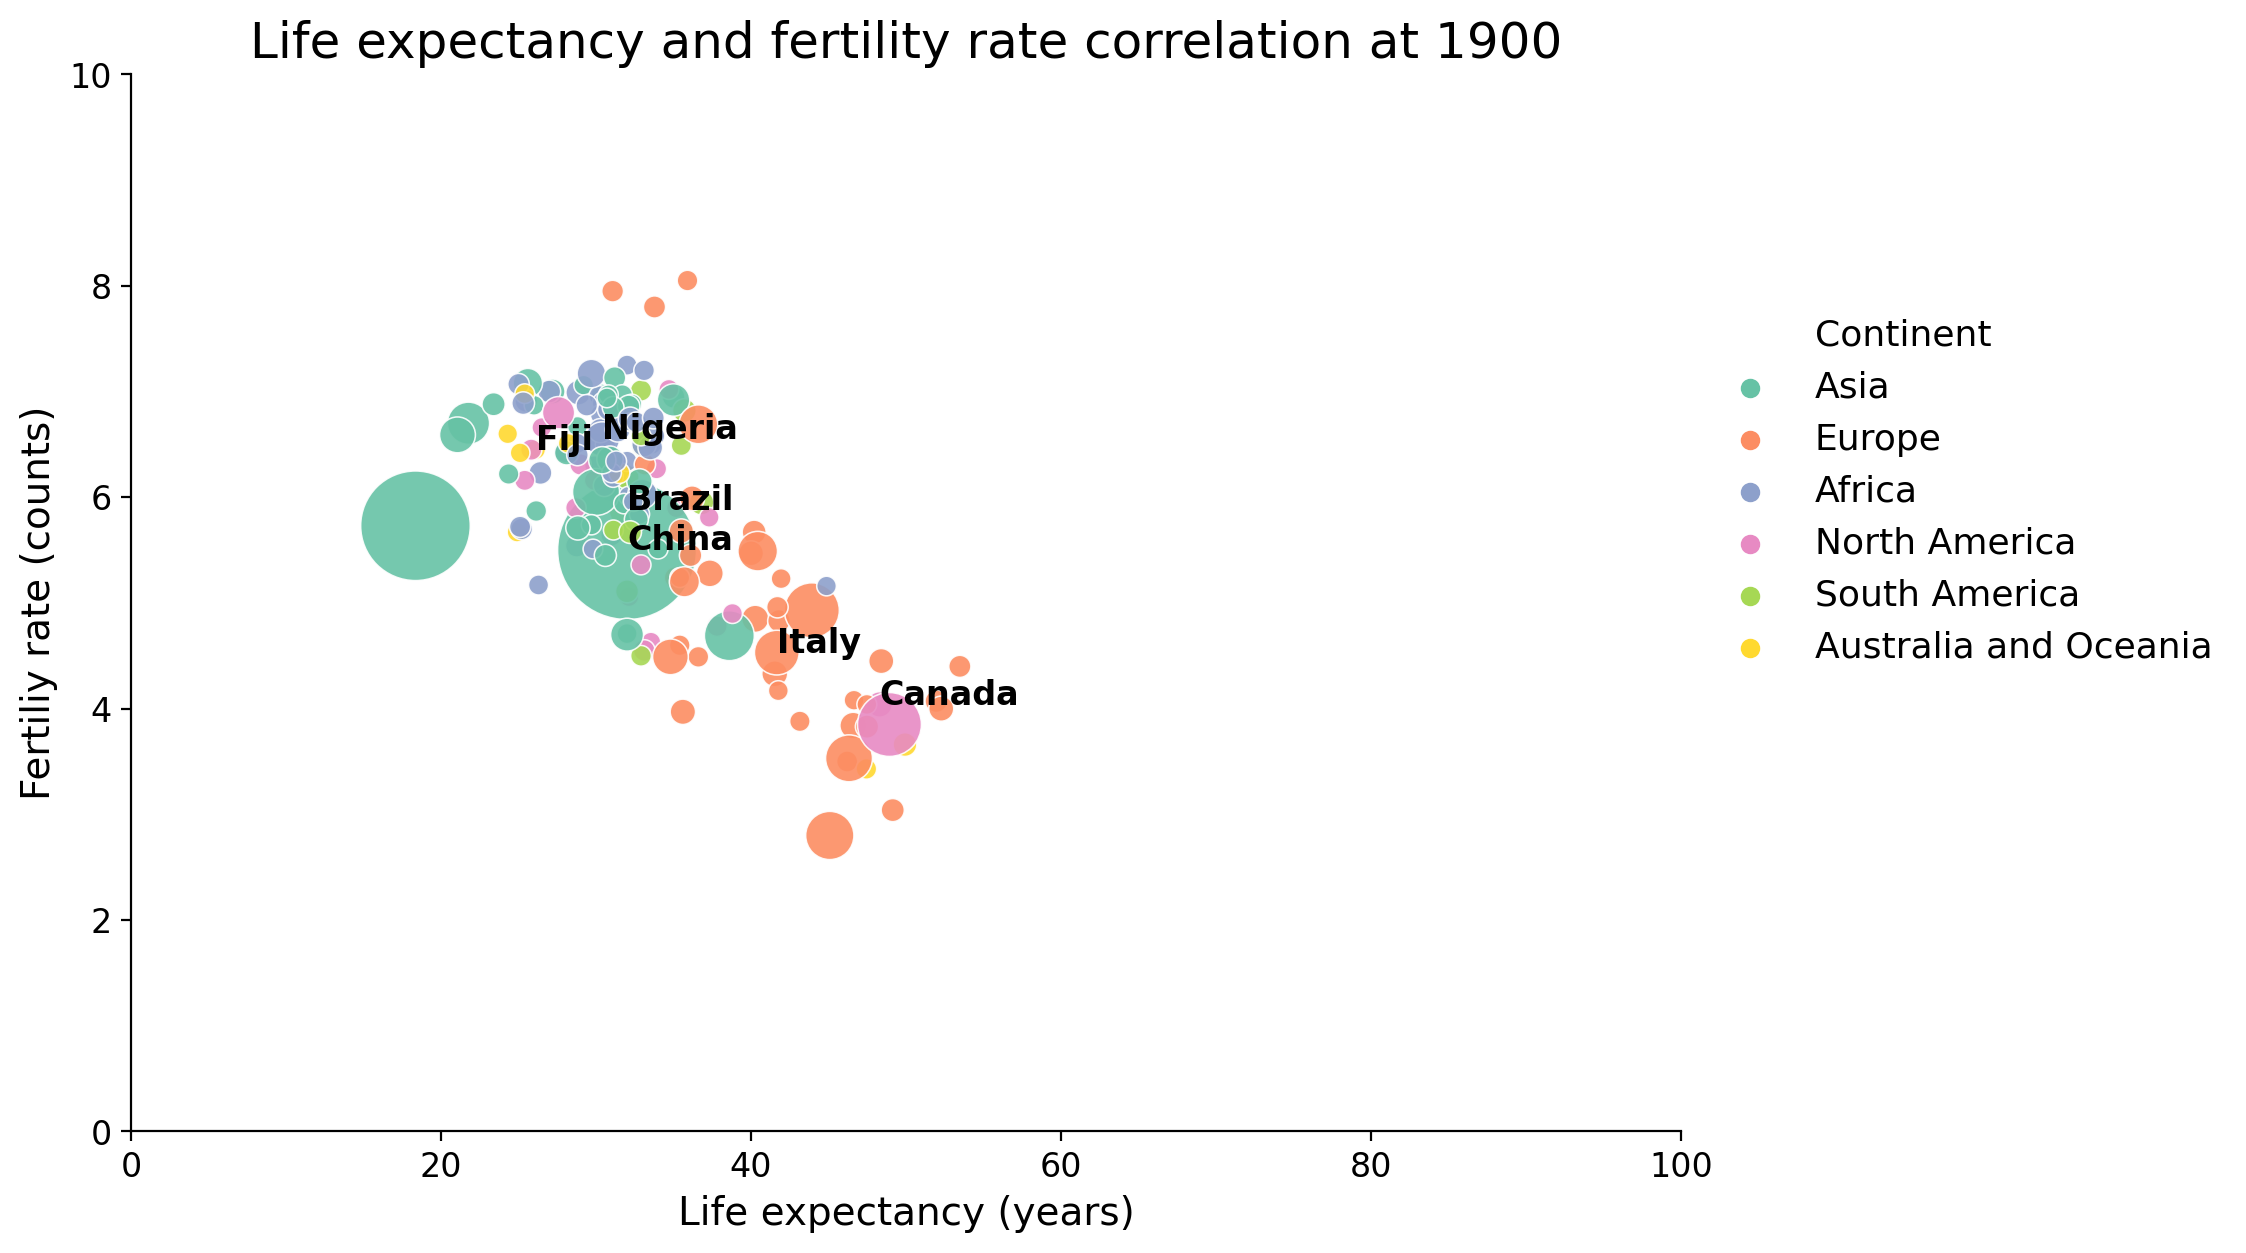 Life expectancy and fertility rate correlation at 1900
10
8
6
4
2
0
Fertiliy rate (counts)
Nigeria
Fiji
Brazil
China
Italy
Canada
Continent
Asia
Europe
Africa
North America
South America
Australia and Oceania
0
20
40
60
80
100
Life expectancy (years)